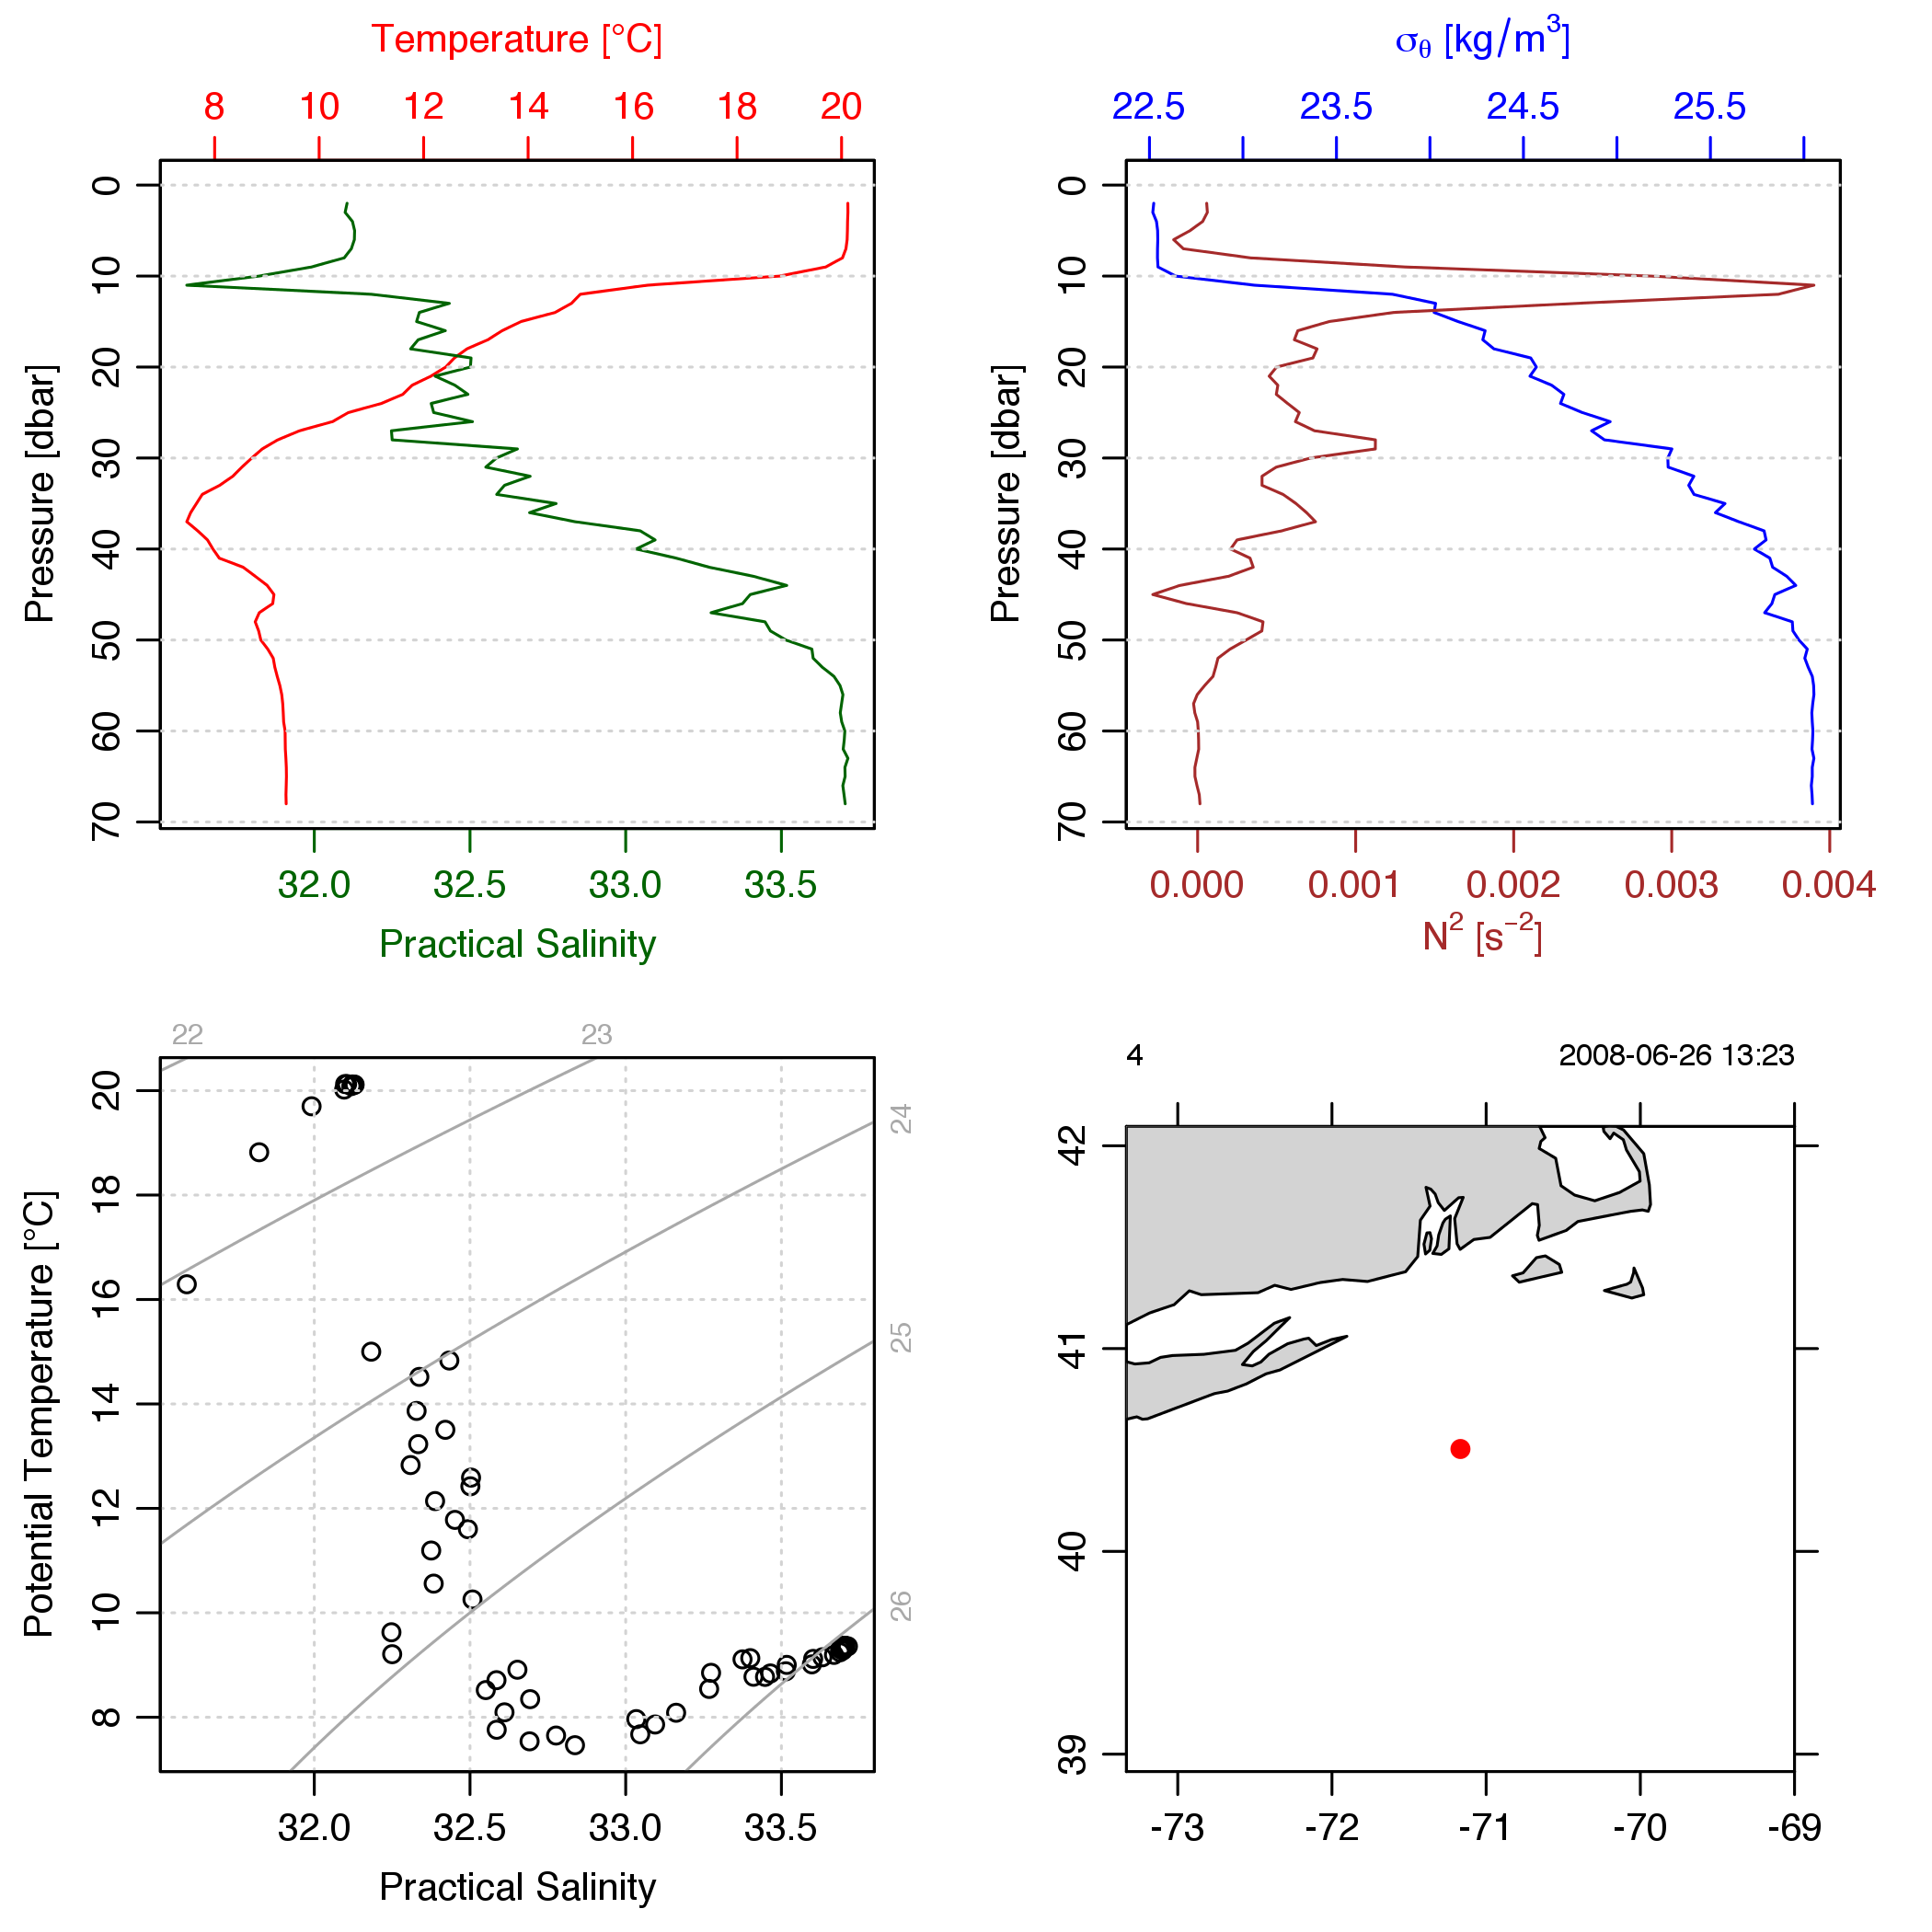 Temperature [°C]
8 10 12 14 16 18 20
Pressure [dbar]
0 10 20 30 40 50 60 70
32.0 32.5 33.0 33.5
Practical Salinity
σθ [kg/m³]
22.5 23.5 24.5 25.5
Pressure [dbar]
0 10 20 30 40 50 60 70
0.000 0.001 0.002 0.003 0.004
N² [s⁻²]
22 23
24
25
26
Potential Temperature [°C]
20 18 16 14 12 10 8
32.0 32.5 33.0 33.5
Practical Salinity
4 2008-06-26 13:23
42 41 40 39
-73 -72 -71 -70 -69